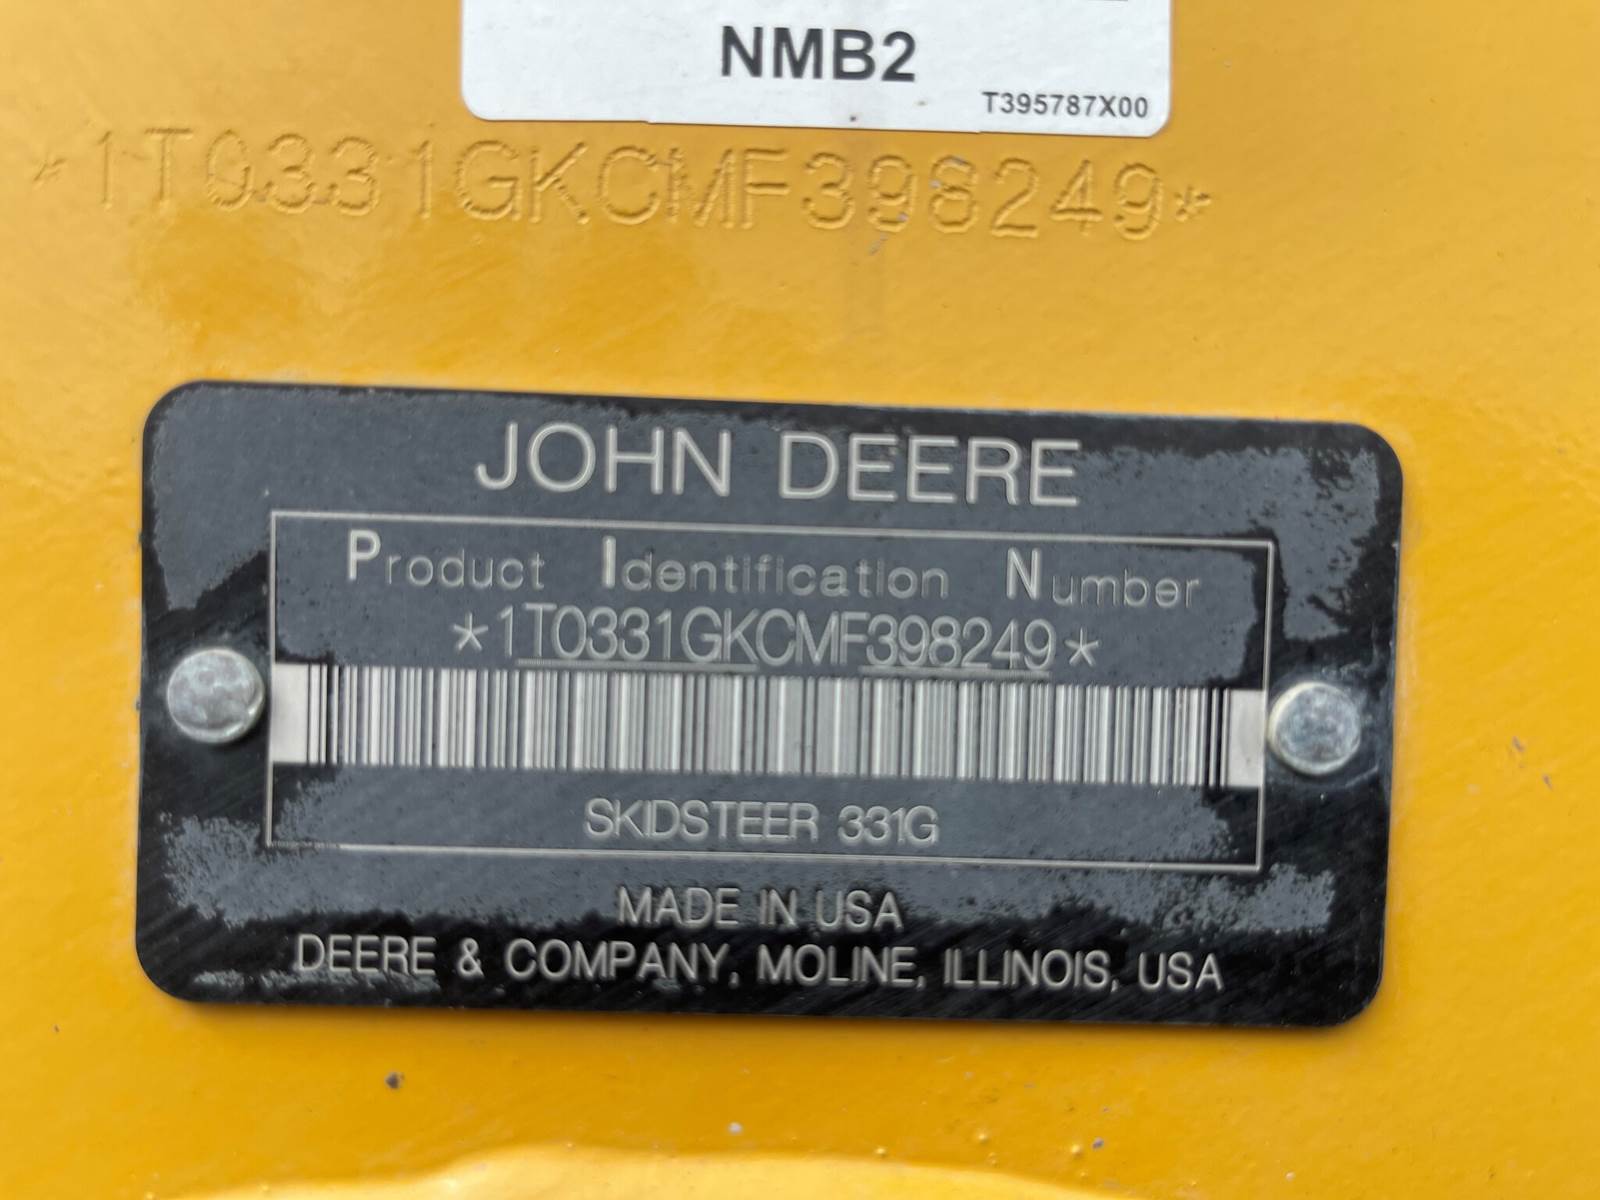 NMB2
T395787X00
*1T0331GKCMF398249*
JOHN DEERE
Product Identification Number
*1T0331GKCMF398249*
SKIDSTEER 331G
MADE IN USA
DEERE & COMPANY, MOLINE, ILLINOIS, USA